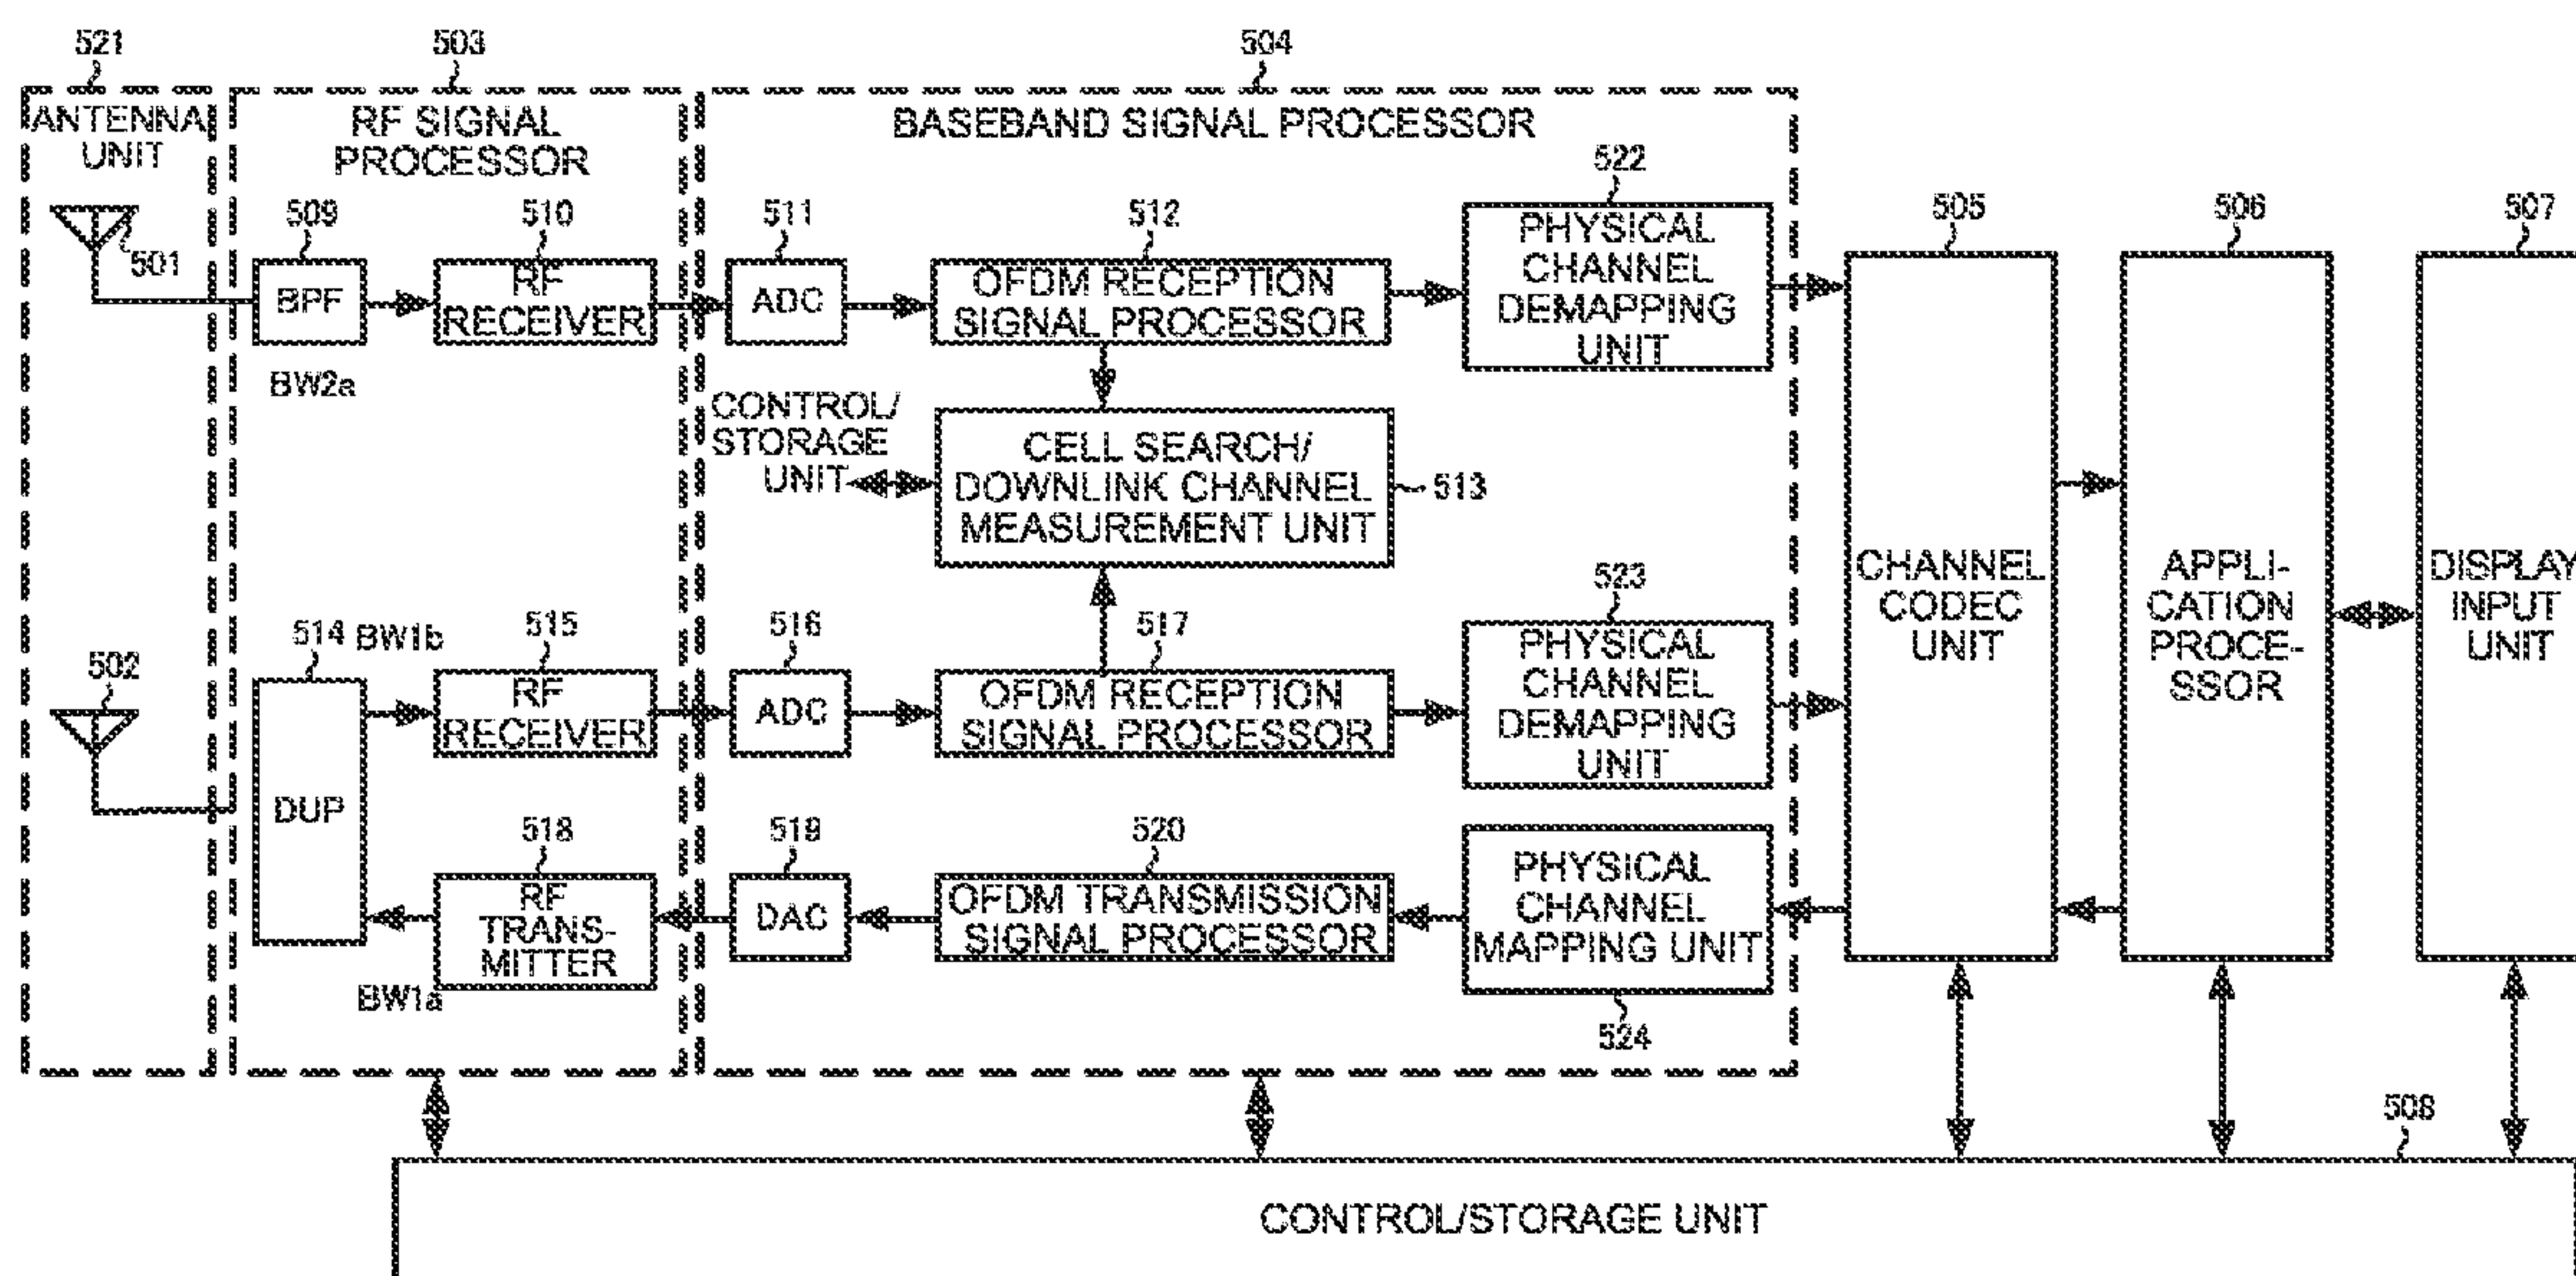 521
503
504
ANTENNA
UNIT
RF SIGNAL
PROCESSOR
BASEBAND SIGNAL PROCESSOR
522
505
506
507
501
509
510
511
512
BPF
RF
RECEIVER
ADC
OFDM RECEPTION
SIGNAL PROCESSOR
PHYSICAL
CHANNEL
DEMAPPING
UNIT
BW2a
CONTROL/
STORAGE
UNIT
CELL SEARCH/
DOWNLINK CHANNEL
MEASUREMENT UNIT
513
CHANNEL
CODEC
UNIT
APPLI-
CATION
PROCE-
SSOR
DISPLAY
INPUT
UNIT
523
514
BW1b
515
516
517
502
DUP
RF
RECEIVER
ADC
OFDM RECEPTION
SIGNAL PROCESSOR
PHYSICAL
CHANNEL
DEMAPPING
UNIT
518
519
520
RF
TRANS-
MITTER
DAC
OFDM TRANSMISSION
SIGNAL PROCESSOR
PHYSICAL
CHANNEL
MAPPING UNIT
BW1a
524
508
CONTROL/STORAGE UNIT